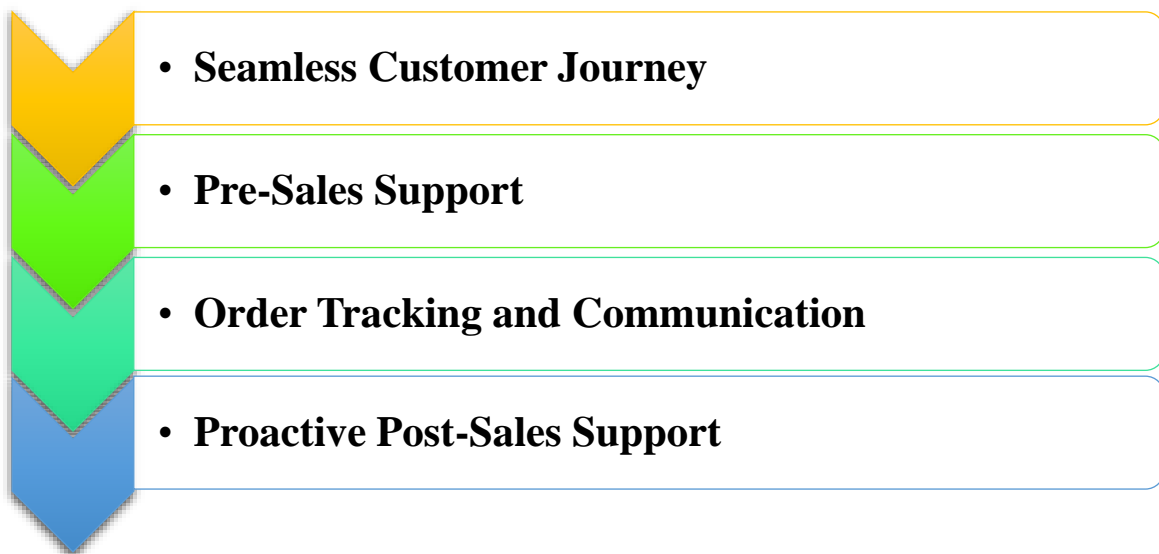 • Seamless Customer Journey
• Pre-Sales Support
• Order Tracking and Communication
• Proactive Post-Sales Support